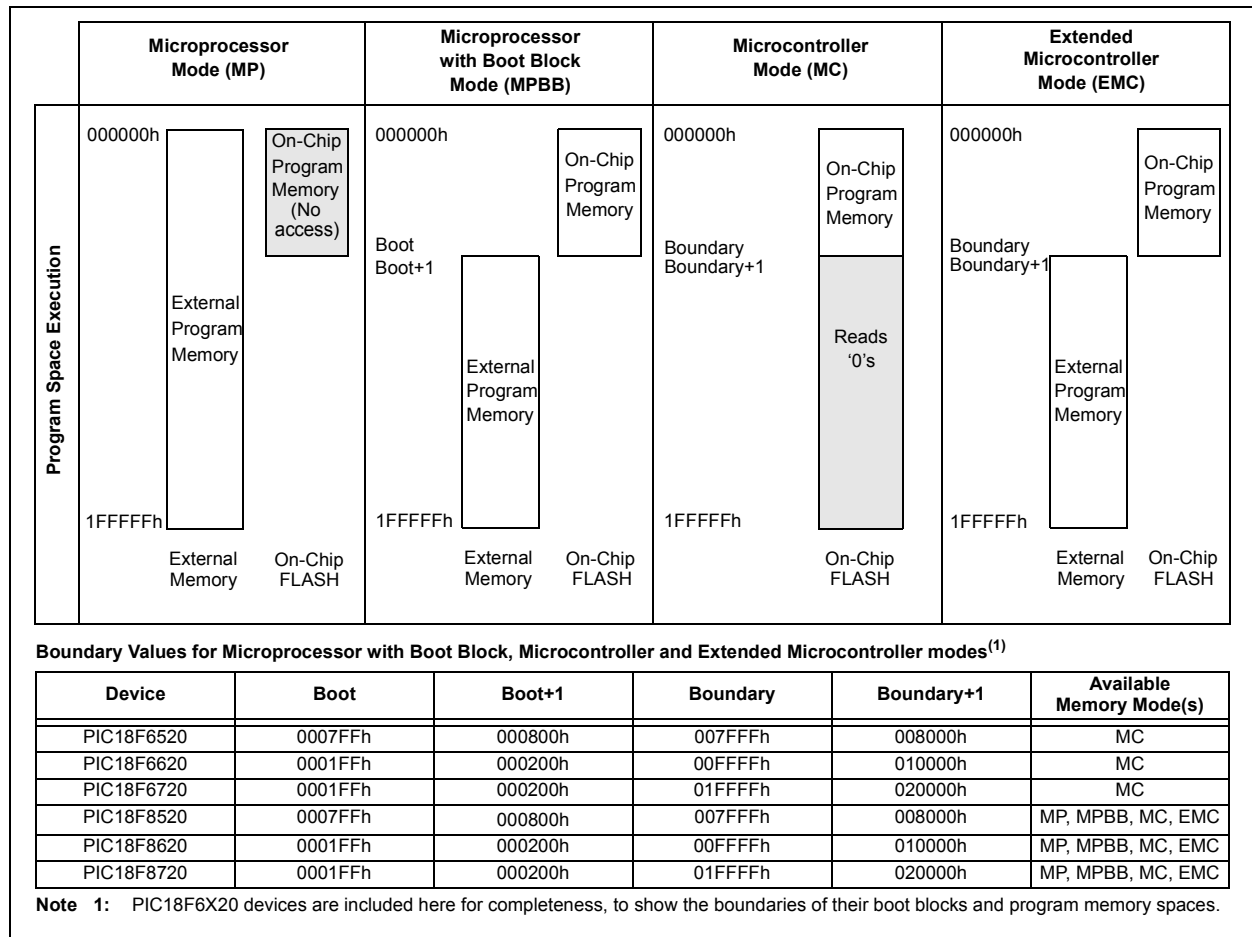 Microprocessor
Mode (MP)
Microprocessor
with Boot Block
Mode (MPBB)
Microcontroller
Mode (MC)
Extended
Microcontroller
Mode (EMC)
Program Space Execution
000000h
External
Program
Memory
On-Chip
Program
Memory
(No
access)
1FFFFFh
External
Memory
On-Chip
FLASH
000000h
On-Chip
Program
Memory
Boot
Boot+1
External
Program
Memory
1FFFFFh
External
Memory
On-Chip
FLASH
000000h
On-Chip
Program
Memory
Boundary
Boundary+1
Reads
‘0’s
1FFFFFh
On-Chip
FLASH
000000h
On-Chip
Program
Memory
Boundary
Boundary+1
External
Program
Memory
1FFFFFh
External
Memory
On-Chip
FLASH
Boundary Values for Microprocessor with Boot Block, Microcontroller and Extended Microcontroller modes(1)
Device Boot Boot+1 Boundary Boundary+1 Available Memory Mode(s)
PIC18F6520 0007FFh 000800h 007FFFh 008000h MC
PIC18F6620 0001FFh 000200h 00FFFFh 010000h MC
PIC18F6720 0001FFh 000200h 01FFFFh 020000h MC
PIC18F8520 0007FFh 000800h 007FFFh 008000h MP, MPBB, MC, EMC
PIC18F8620 0001FFh 000200h 00FFFFh 010000h MP, MPBB, MC, EMC
PIC18F8720 0001FFh 000200h 01FFFFh 020000h MP, MPBB, MC, EMC
Note 1: PIC18F6X20 devices are included here for completeness, to show the boundaries of their boot blocks and program memory spaces.